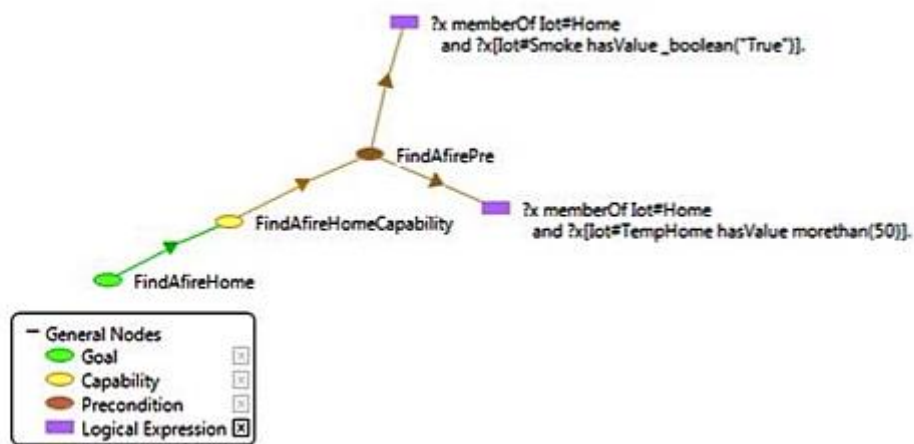 ?x memberOf Iot#Home
and ?x[Iot#Smoke hasValue _boolean("True")].
FindAfirePre
?x memberOf Iot#Home
and ?x[Iot#TempHome hasValue morethan(50)].
FindAfireHomeCapability
FindAfireHome
General Nodes
Goal
Capability
Precondition
Logical Expression